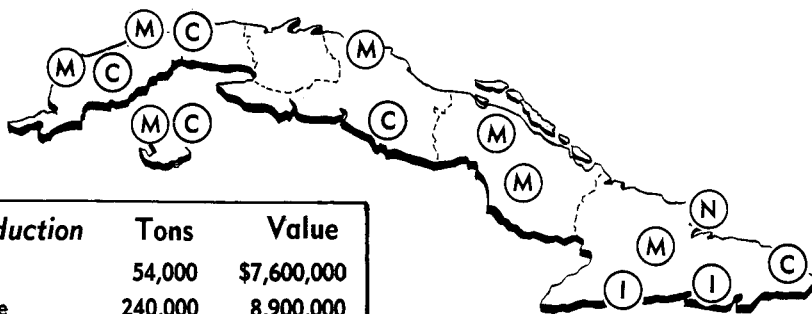 M C
M C
M
M C
C
M
M
N
M
C
I I
duction Tons Value
54,000 $7,600,000
e 240,000 8,900,000